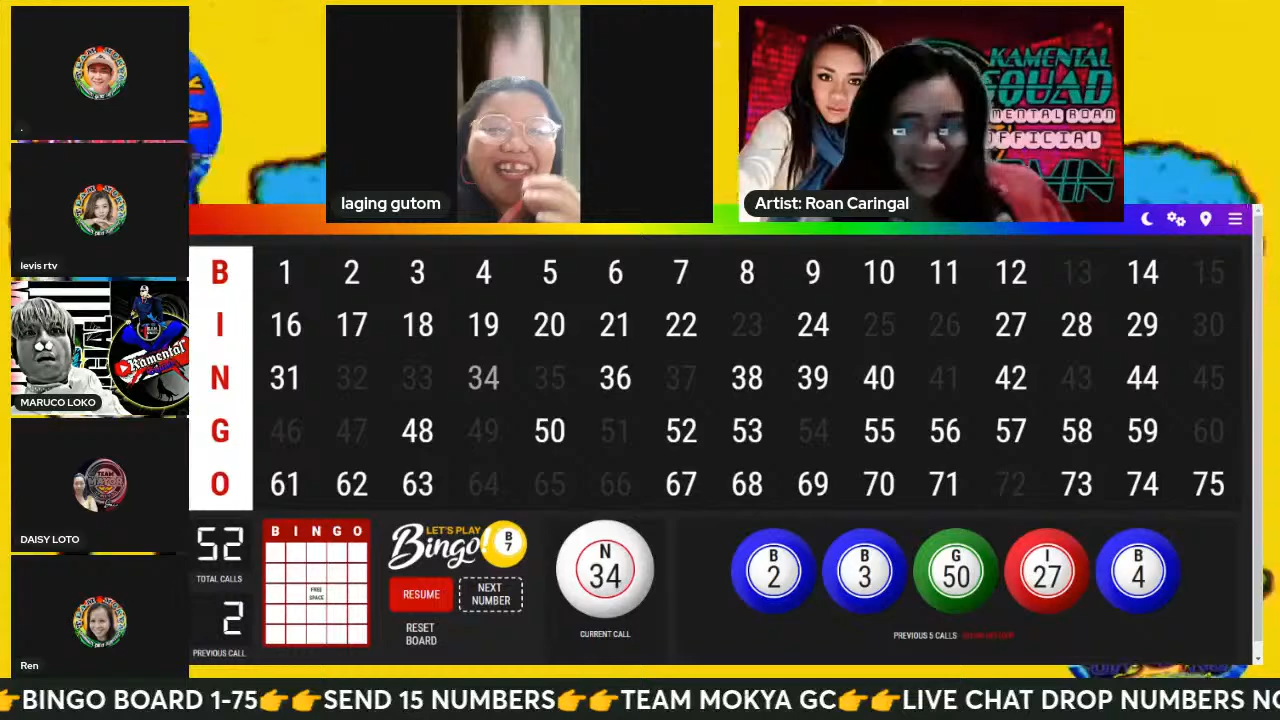 .
levis rtv
MARUCO LOKO
Kamental
DAISY LOTO
Ren
laging gutom
Artist: Roan Caringal
KAMENTAL
SQUAD
MENTAL ROAN
OFFICIAL
B 1 2 3 4 5 6 7 8 9 10 11 12 13 14 15
I 16 17 18 19 20 21 22 23 24 25 26 27 28 29 30
N 31 32 33 34 35 36 37 38 39 40 41 42 43 44 45
G 46 47 48 49 50 51 52 53 54 55 56 57 58 59 60
O 61 62 63 64 65 66 67 68 69 70 71 72 73 74 75
52
TOTAL CALLS
2
PREVIOUS CALL
B I N G O
FREE
SPACE
LET'S PLAY
Bingo!
B
7
RESUME
NEXT
NUMBER
RESET
BOARD
N
34
CURRENT CALL
B
2
B
3
G
50
I
27
B
4
PREVIOUS 5 CALLS
👉BINGO BOARD 1-75👉👉SEND 15 NUMBERS👉👉TEAM MOKYA GC👉👉LIVE CHAT DROP NUMBERS